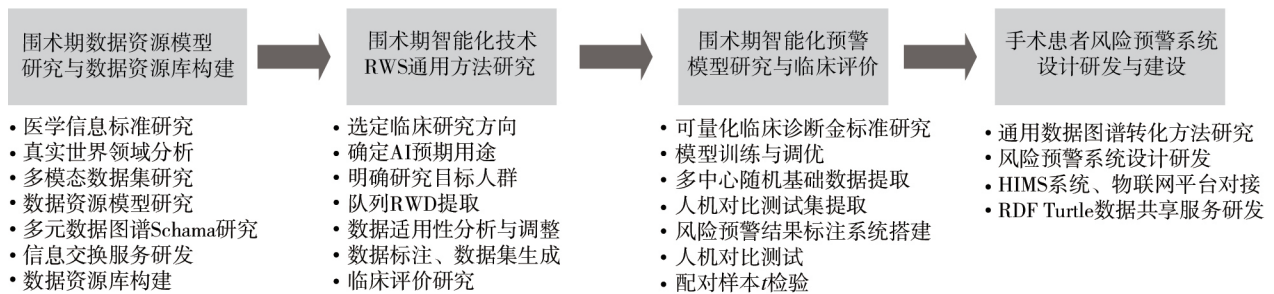 围术期数据资源模型
研究与数据资源库构建
• 医学信息标准研究
• 真实世界领域分析
• 多模态数据集研究
• 数据资源模型研究
• 多元数据图谱Schama研究
• 信息交换服务研发
• 数据资源库构建
围术期智能化技术
RWS通用方法研究
• 选定临床研究方向
• 确定AI预期用途
• 明确研究目标人群
• 队列RWD提取
• 数据适用性分析与调整
• 数据标注、数据集生成
• 临床评价研究
围术期智能化预警
模型研究与临床评价
• 可量化临床诊断金标准研究
• 模型训练与调优
• 多中心随机基础数据提取
• 人机对比测试集提取
• 风险预警结果标注系统搭建
• 人机对比测试
• 配对样本t检验
手术患者风险预警系统
设计研发与建设
• 通用数据图谱转化方法研究
• 风险预警系统设计研发
• HIMS系统、物联网平台对接
• RDF Turtle数据共享服务研发